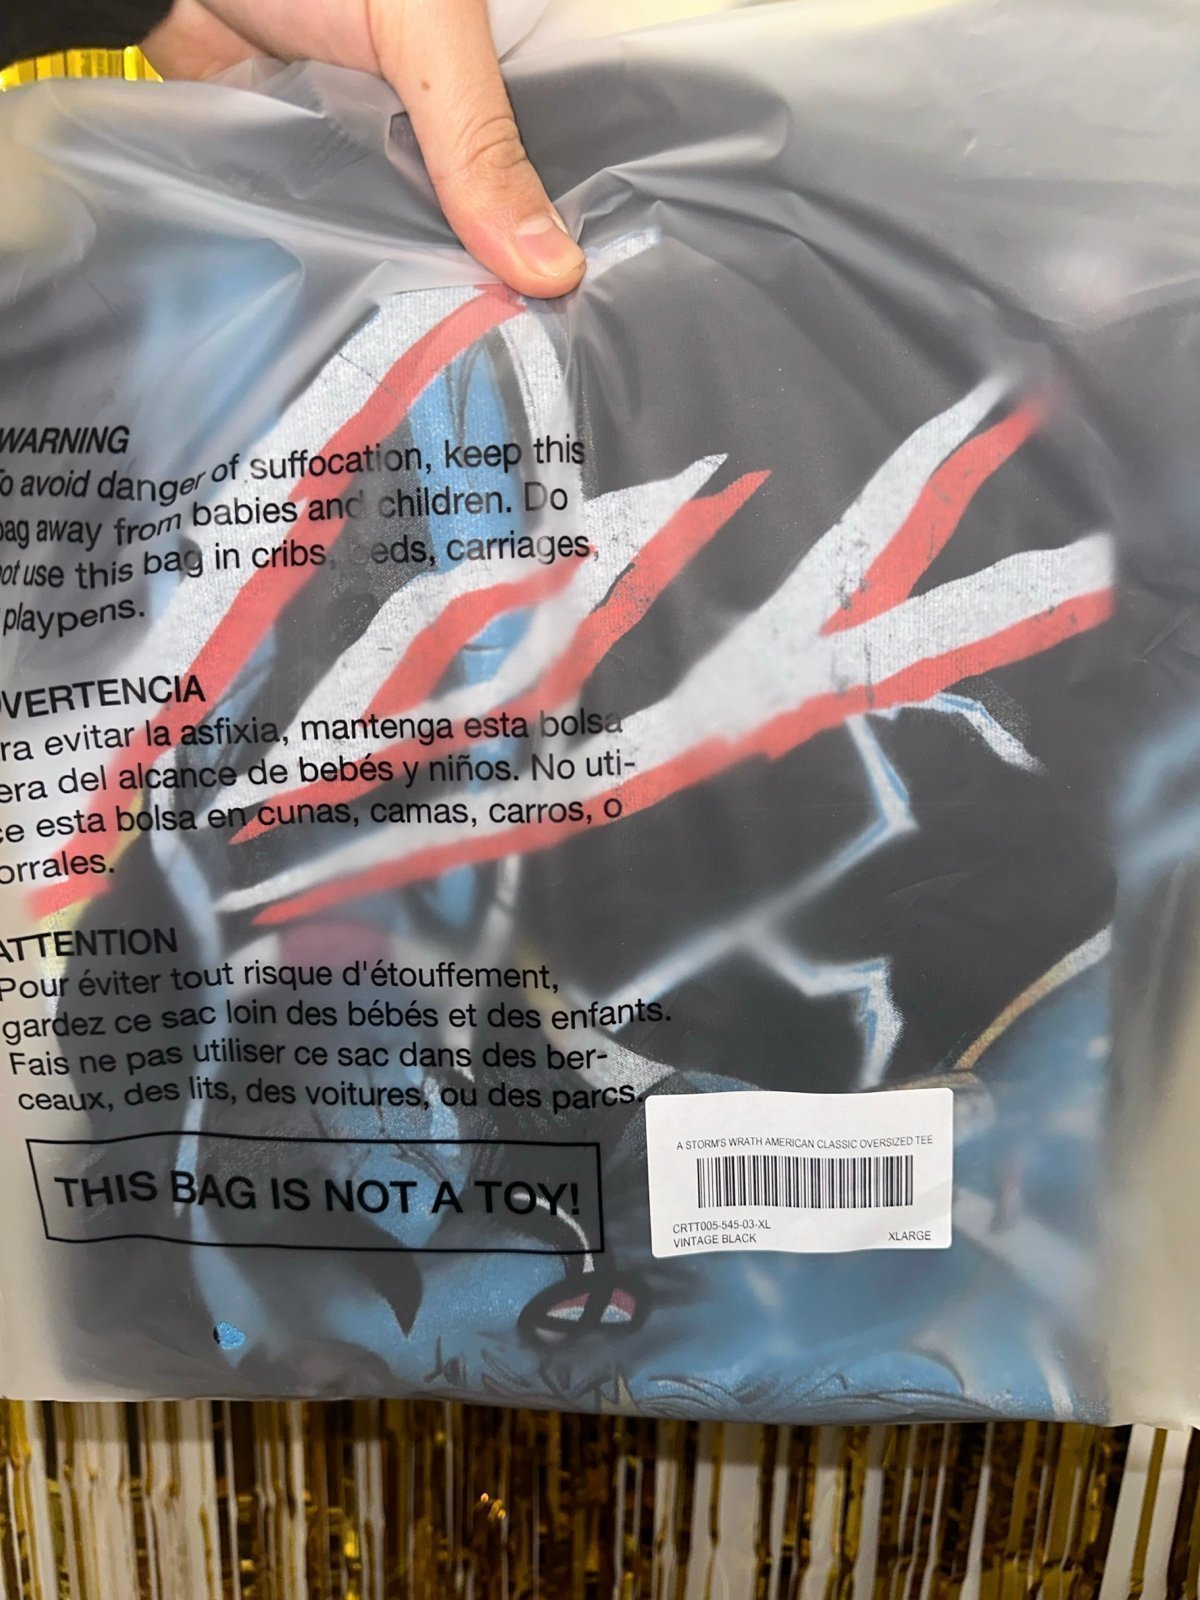 WARNING
To avoid danger of suffocation, keep this
bag away from babies and children. Do
not use this bag in cribs, beds, carriages,
playpens.
ADVERTENCIA
ra evitar la asfixia, mantenga esta bolsa
era del alcance de bebés y niños. No uti-
ce esta bolsa en cunas, camas, carros, o
orrales.
ATTENTION
Pour éviter tout risque d'étouffement,
gardez ce sac loin des bébés et des enfants.
Fais ne pas utiliser ce sac dans des ber-
ceaux, des lits, des voitures, ou des parcs.
THIS BAG IS NOT A TOY!
A STORM'S WRATH AMERICAN CLASSIC OVERSIZED TEE
CRTT005-545-03-XL
VINTAGE BLACK XLARGE